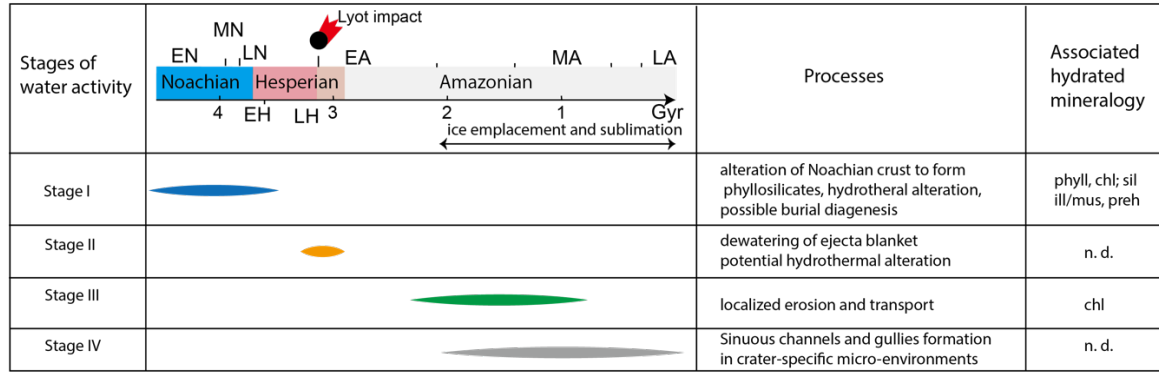 Stages of
water activity
Lyot impact
MN
EN
LN
EA
MA
LA
Noachian
Hesperian
Amazonian
4
EH
LH
3
2
1
Gyr
ice emplacement and sublimation
Processes
Associated
hydrated
mineralogy
Stage I
alteration of Noachian crust to form
phyllosilicates, hydrotheral alteration,
possible burial diagenesis
phyll, chl; sil
ill/mus, preh
Stage II
dewatering of ejecta blanket
potential hydrothermal alteration
n. d.
Stage III
localized erosion and transport
chl
Stage IV
Sinuous channels and gullies formation
in crater-specific micro-environments
n. d.